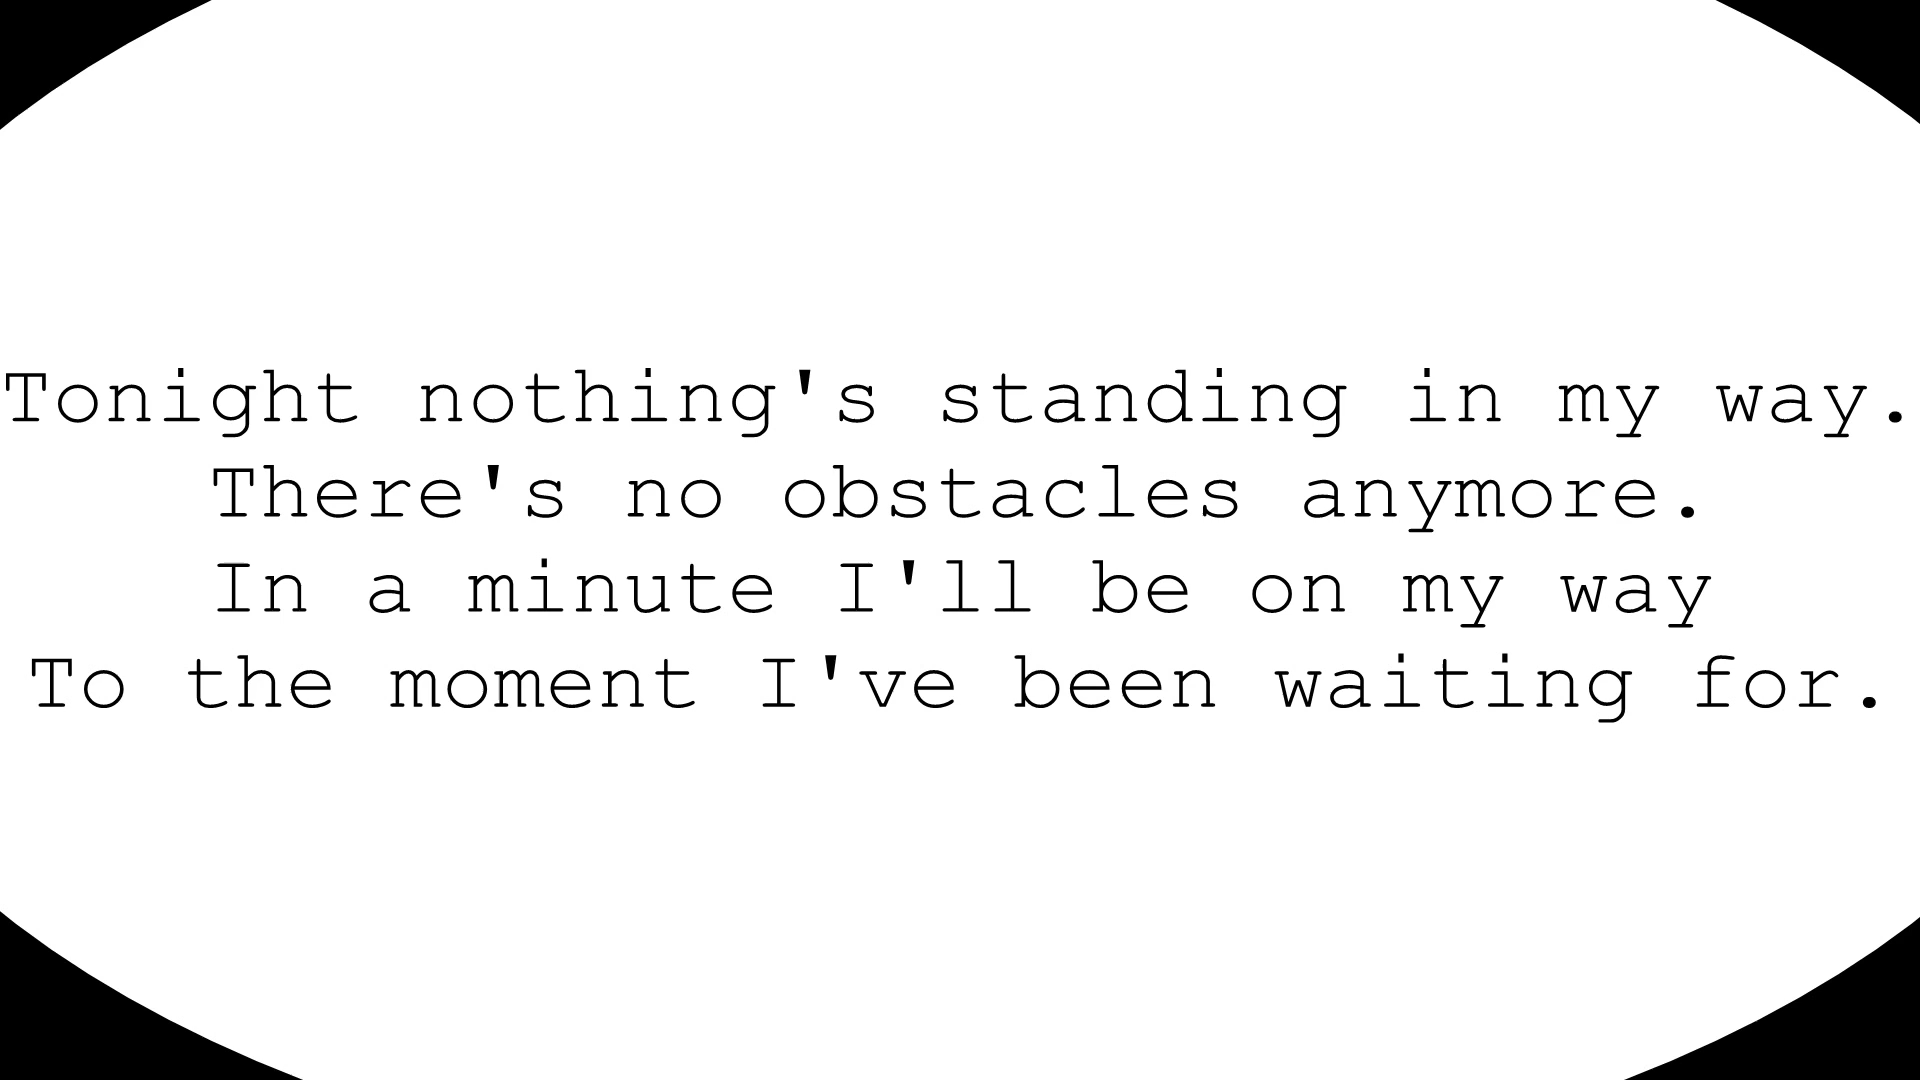 Tonight nothing's standing in my way.
There's no obstacles anymore.
In a minute I'll be on my way
To the moment I've been waiting for.